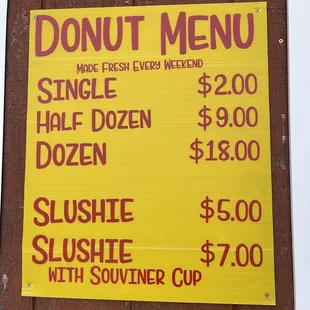 DONUT MENU
MADE FRESH EVERY WEEKEND
SINGLE $2.00
HALF DOZEN $9.00
DOZEN $18.00
SLUSHIE $5.00
SLUSHIE $7.00
WITH SOUVINER CUP